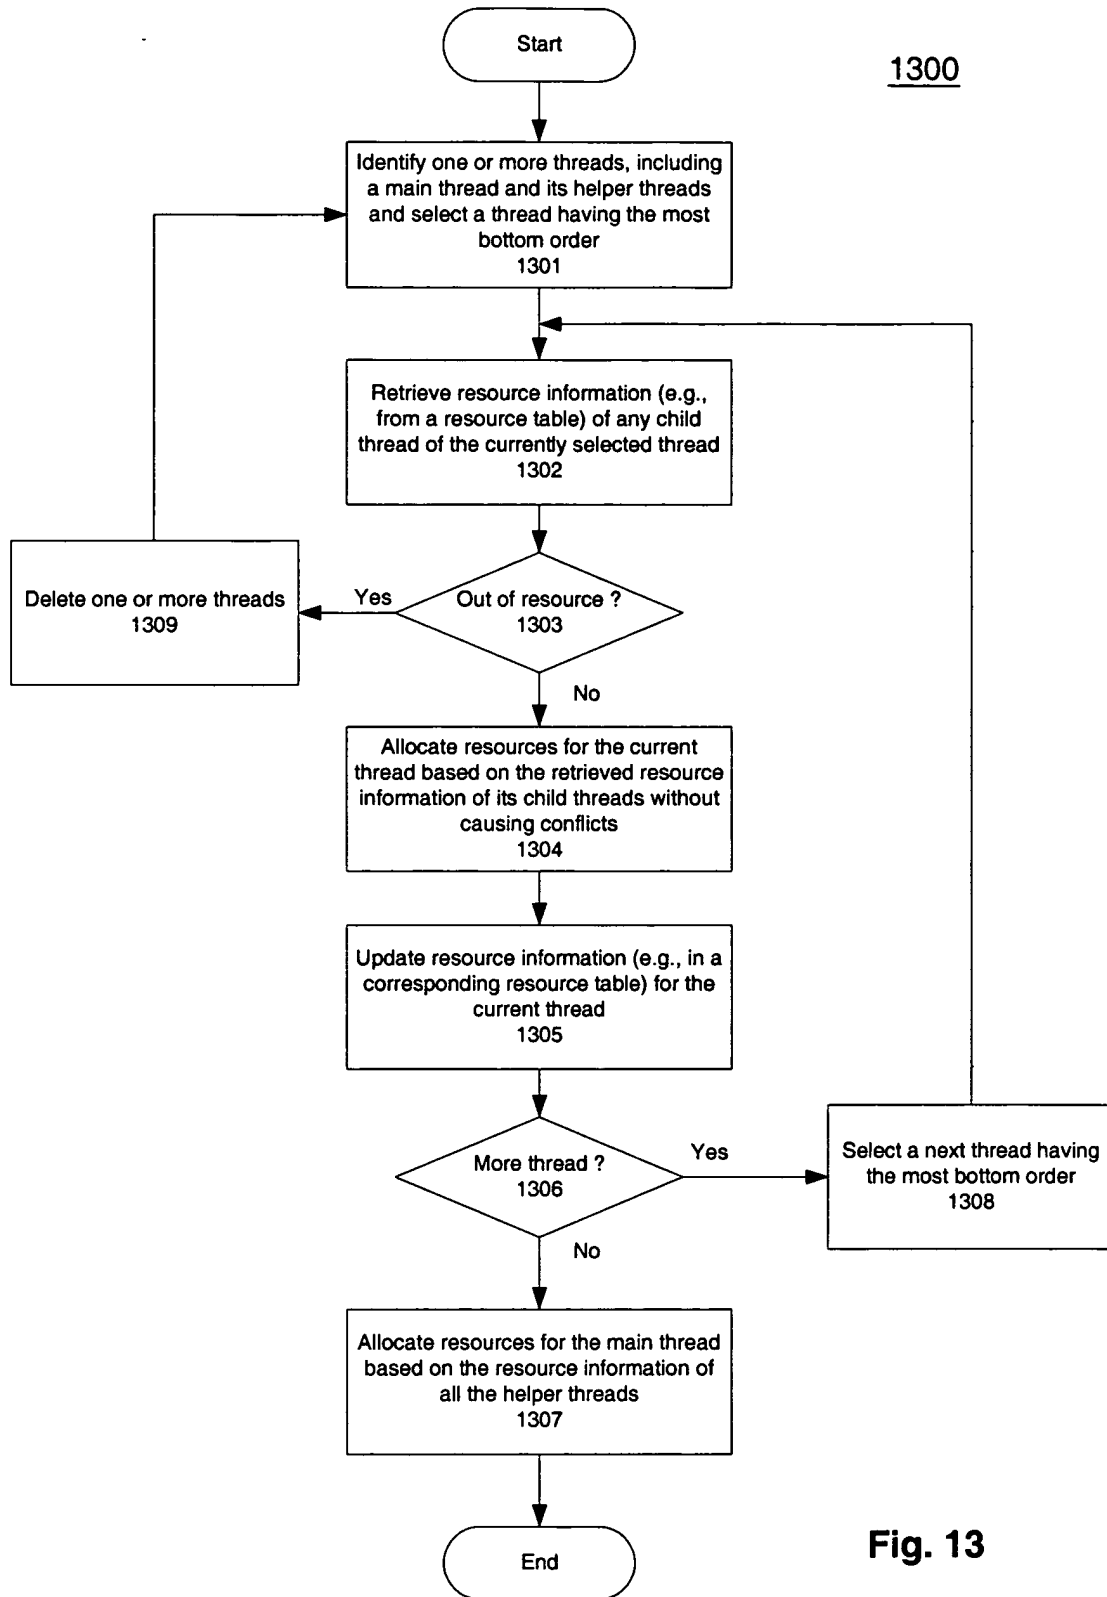 Start
1300
Identify one or more threads, including
a main thread and its helper threads
and select a thread having the most
bottom order
1301
Retrieve resource information (e.g.,
from a resource table) of any child
thread of the currently selected thread
1302
Delete one or more threads
1309
Yes
Out of resource ?
1303
No
Allocate resources for the current
thread based on the retrieved resource
information of its child threads without
causing conflicts
1304
Update resource information (e.g., in a
corresponding resource table) for the
current thread
1305
More thread ?
1306
Yes
Select a next thread having
the most bottom order
1308
No
Allocate resources for the main thread
based on the resource information of
all the helper threads
1307
End
Fig. 13